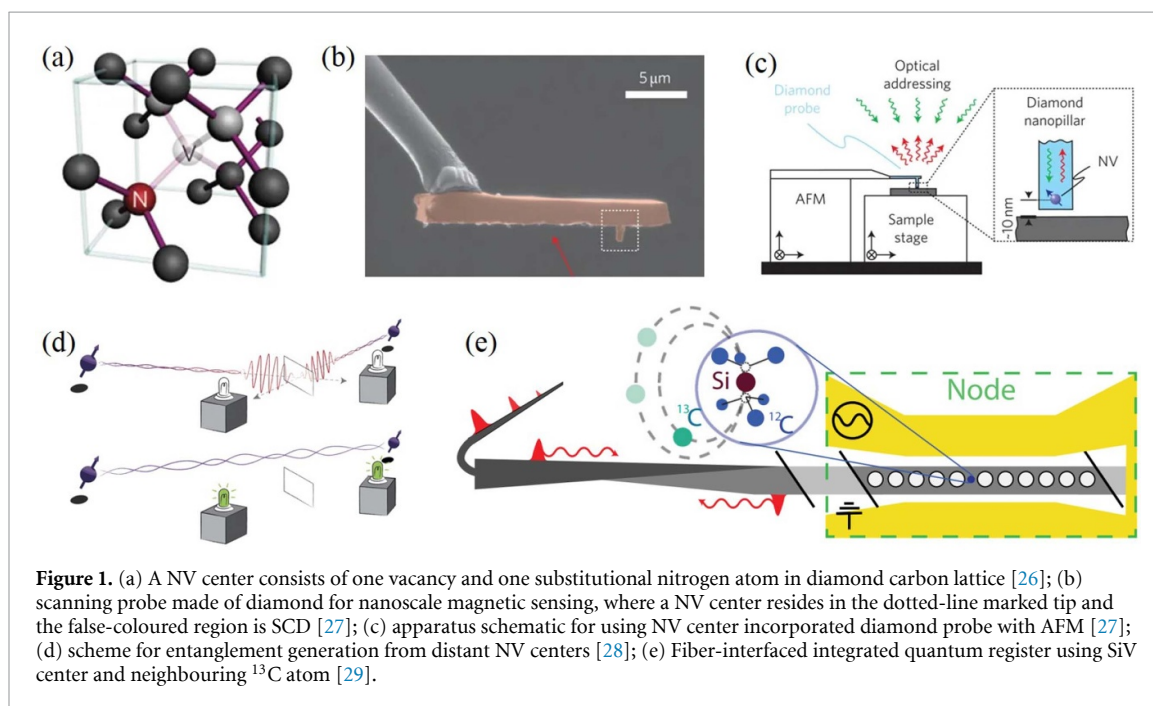 (a)
V
N
(b)
5 μm
(c)
Optical
addressing
Diamond
probe
Diamond
nanopillar
NV
AFM
Sample
stage
~10 nm
(d)
(e)
Si
¹³C
¹²C
Node
Figure 1. (a) A NV center consists of one vacancy and one substitutional nitrogen atom in diamond carbon lattice [26]; (b)
scanning probe made of diamond for nanoscale magnetic sensing, where a NV center resides in the dotted-line marked tip and
the false-coloured region is SCD [27]; (c) apparatus schematic for using NV center incorporated diamond probe with AFM [27];
(d) scheme for entanglement generation from distant NV centers [28]; (e) Fiber-interfaced integrated quantum register using SiV
center and neighbouring ¹³C atom [29].